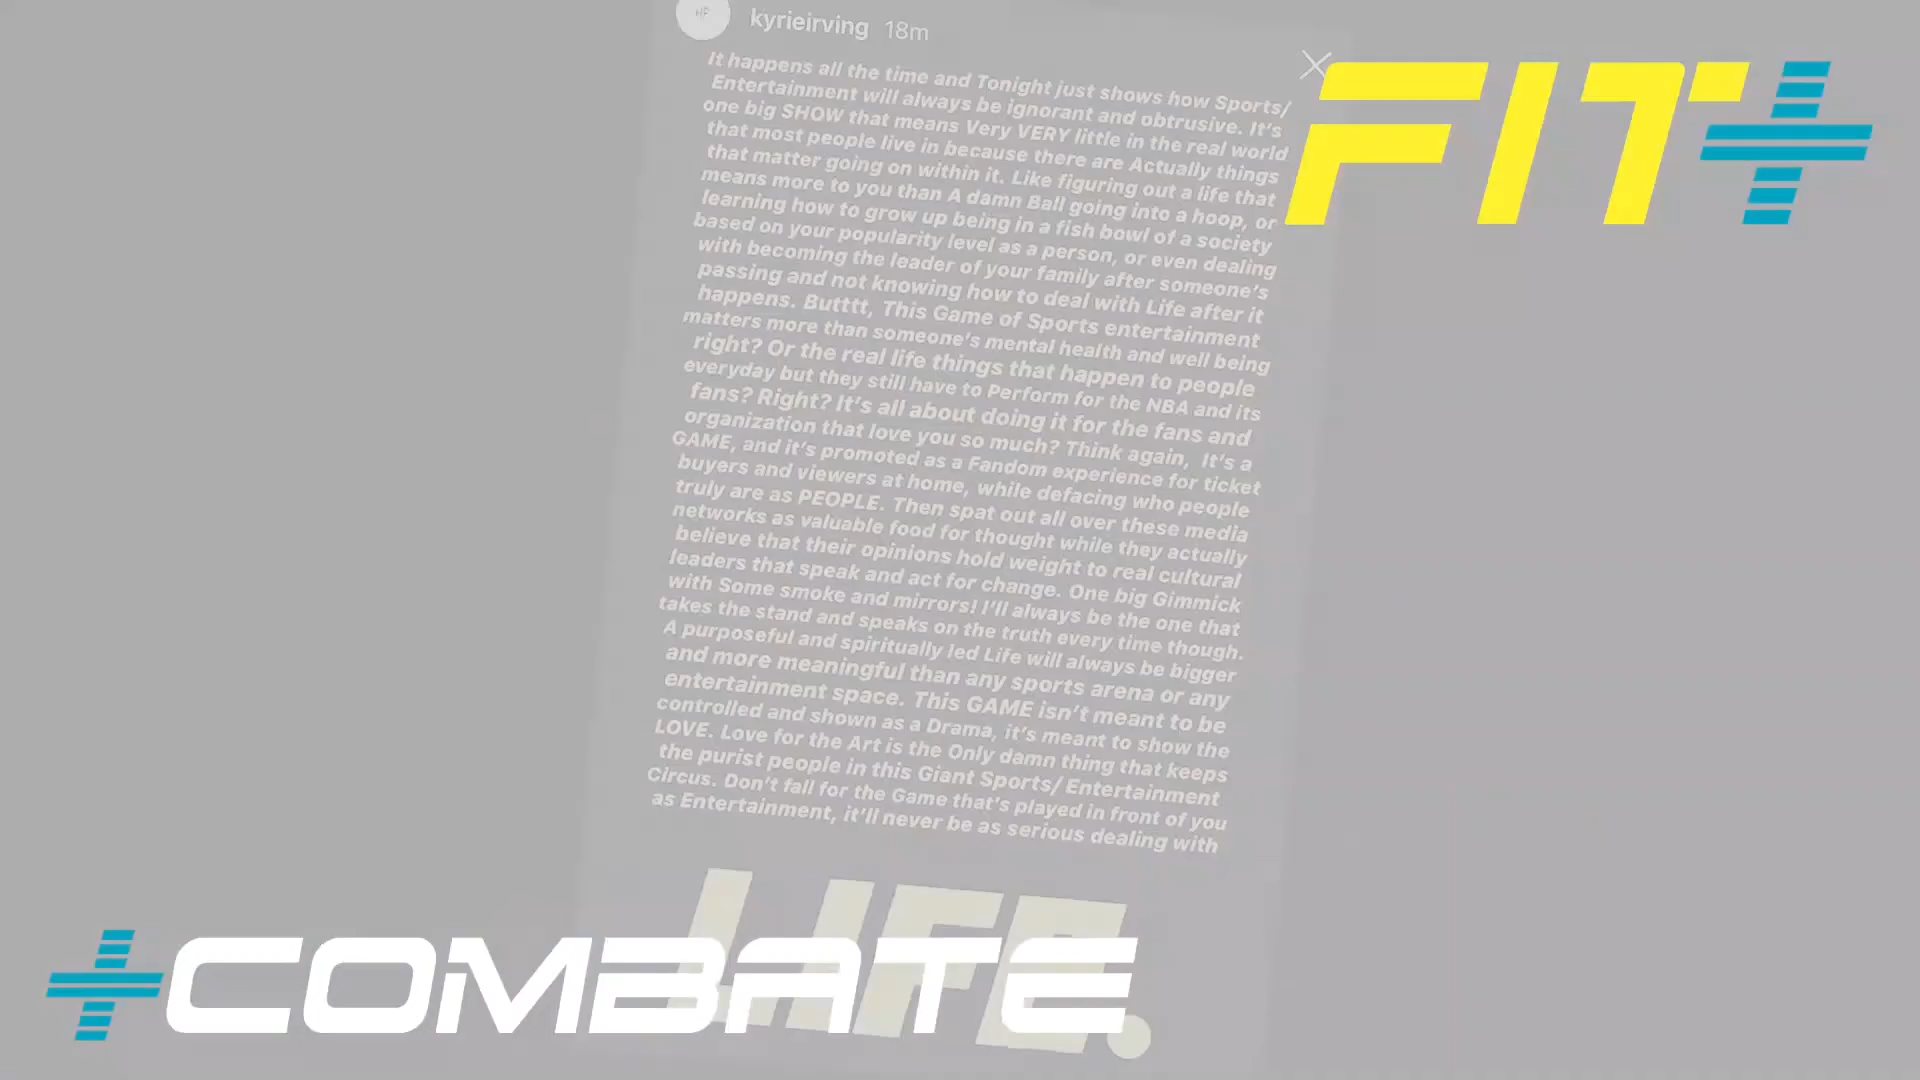 HP
kyrieirving 18m
It happens all the time and Tonight just shows how Sports/
Entertainment will always be ignorant and obtrusive. It's
one big SHOW that means Very VERY little in the real world
that most people live in because there are Actually things
that matter going on within it. Like figuring out a life that
means more to you than A damn Ball going into a hoop, or
learning how to grow up being in a fish bowl of a society
based on your popularity level as a person, or even dealing
with becoming the leader of your family after someone's
passing and not knowing how to deal with Life after it
happens. Butttt, This Game of Sports entertainment
matters more than someone's mental health and well being
right? Or the real life things that happen to people
everyday but they still have to Perform for the NBA and its
fans? Right? It's all about doing it for the fans and
organization that love you so much? Think again, It's a
GAME, and it's promoted as a Fandom experience for ticket
buyers and viewers at home, while defacing who people
truly are as PEOPLE. Then spat out all over these media
networks as valuable food for thought while they actually
believe that their opinions hold weight to real cultural
leaders that speak and act for change. One big Gimmick
with Some smoke and mirrors! I'll always be the one that
takes the stand and speaks on the truth every time though.
A purposeful and spiritually led Life will always be bigger
and more meaningful than any sports arena or any
entertainment space. This GAME isn't meant to be
controlled and shown as a Drama, it's meant to show the
LOVE. Love for the Art is the Only damn thing that keeps
the purist people in this Giant Sports/ Entertainment
Circus. Don't fall for the Game that's played in front of you
as Entertainment, it'll never be as serious dealing with
LIFE.
FIT+
+COMBATE